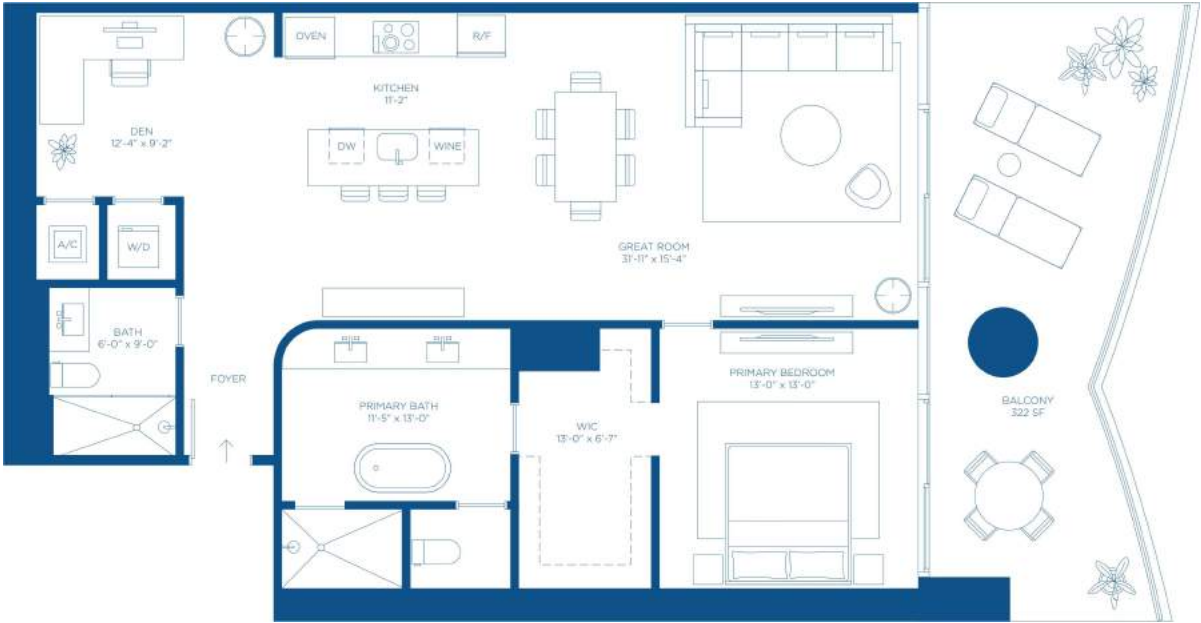 OVEN
R/F
KITCHEN
11'-2"
DEN
12'-4" x 9'-2"
DW
WINE
A/C
W/D
GREAT ROOM
31'-11" x 15'-4"
BATH
6'-0" x 9'-0"
FOYER
PRIMARY BATH
11'-5" x 13'-0"
WIC
13'-0" x 6'-7"
PRIMARY BEDROOM
13'-0" x 13'-0"
BALCONY
322 SF